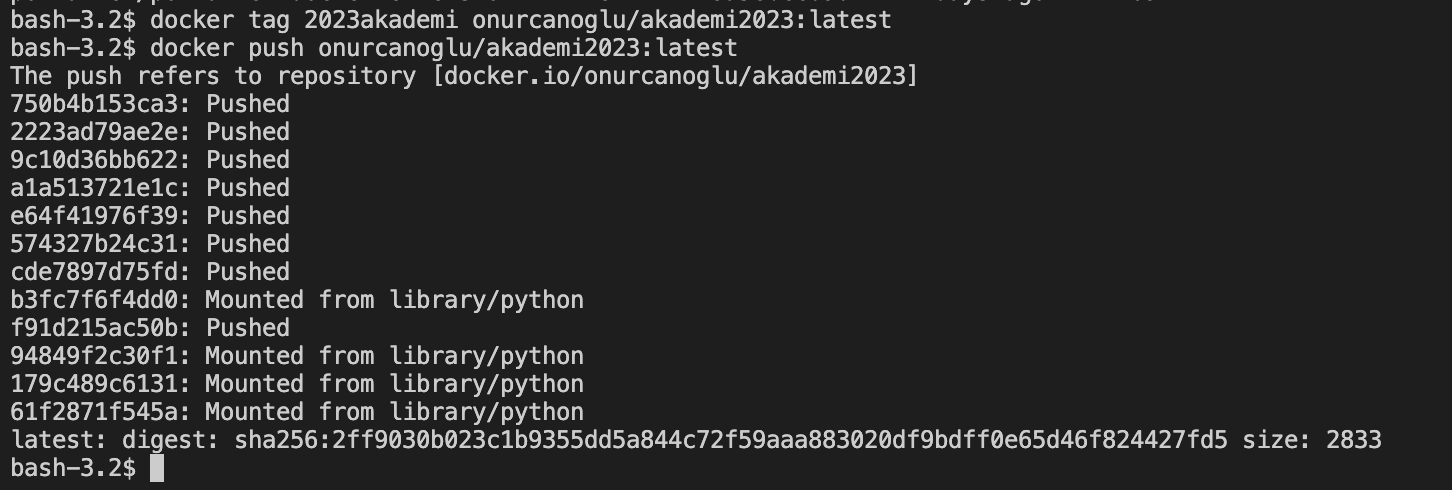 bash-3.2$ docker tag 2023akademi onurcanoglu/akademi2023:latest
bash-3.2$ docker push onurcanoglu/akademi2023:latest
The push refers to repository [docker.io/onurcanoglu/akademi2023]
750b4b153ca3: Pushed
2223ad79ae2e: Pushed
9c10d36bb622: Pushed
a1a513721e1c: Pushed
e64f41976f39: Pushed
574327b24c31: Pushed
cde7897d75fd: Pushed
b3fc7f6f4dd0: Mounted from library/python
f91d215ac50b: Pushed
94849f2c30f1: Mounted from library/python
179c489c6131: Mounted from library/python
61f2871f545a: Mounted from library/python
latest: digest: sha256:2ff9030b023c1b9355dd5a844c72f59aaa883020df9bdff0e65d46f824427fd5 size: 2833
bash-3.2$